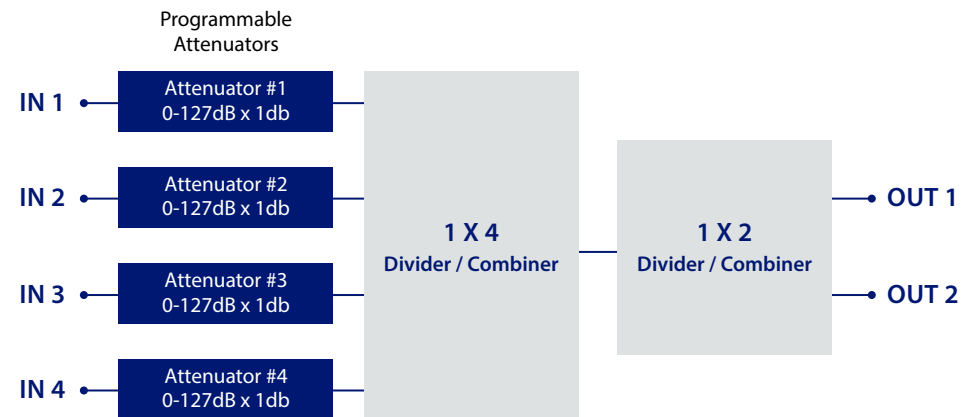 Programmable
Attenuators
IN 1
Attenuator #1
0-127dB x 1db
IN 2
Attenuator #2
0-127dB x 1db
IN 3
Attenuator #3
0-127dB x 1db
IN 4
Attenuator #4
0-127dB x 1db
1 X 4
Divider / Combiner
1 X 2
Divider / Combiner
OUT 1
OUT 2